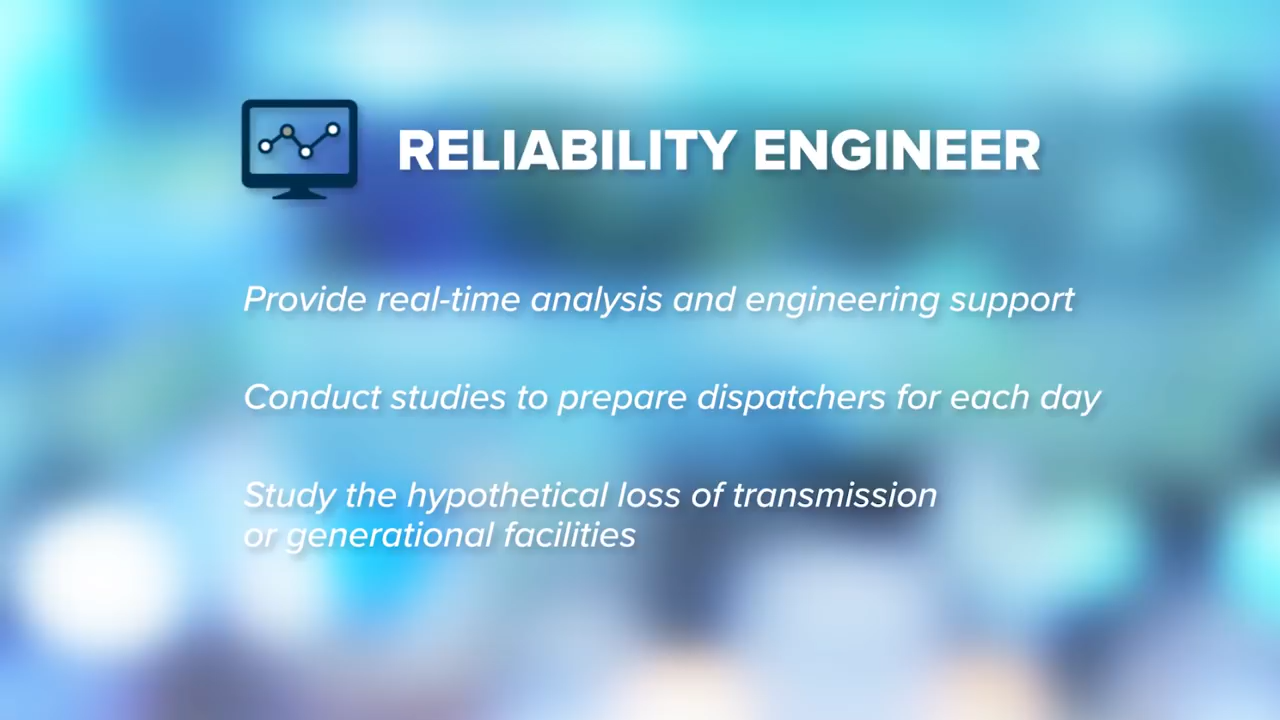 RELIABILITY ENGINEER
Provide real-time analysis and engineering support
Conduct studies to prepare dispatchers for each day
Study the hypothetical loss of transmission
or generational facilities